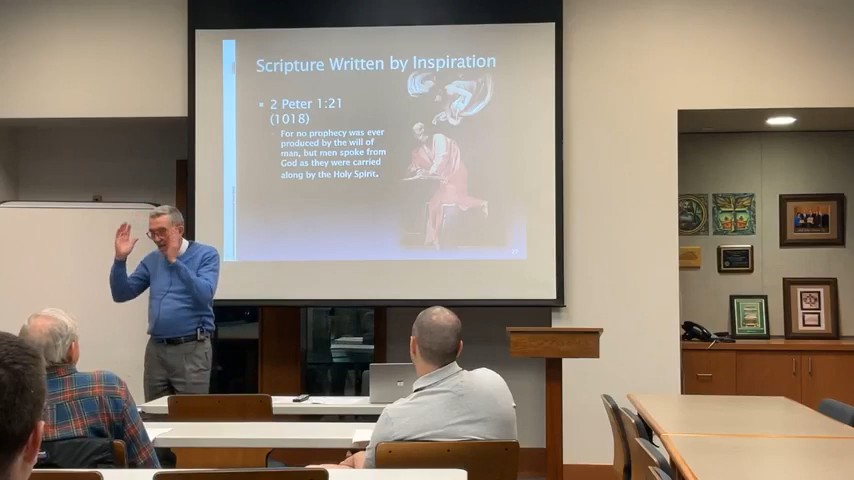 Scripture Written by Inspiration
2 Peter 1:21
(1018)
For no prophecy was ever
produced by the will of
man, but men spoke from
God as they were carried
along by the Holy Spirit.